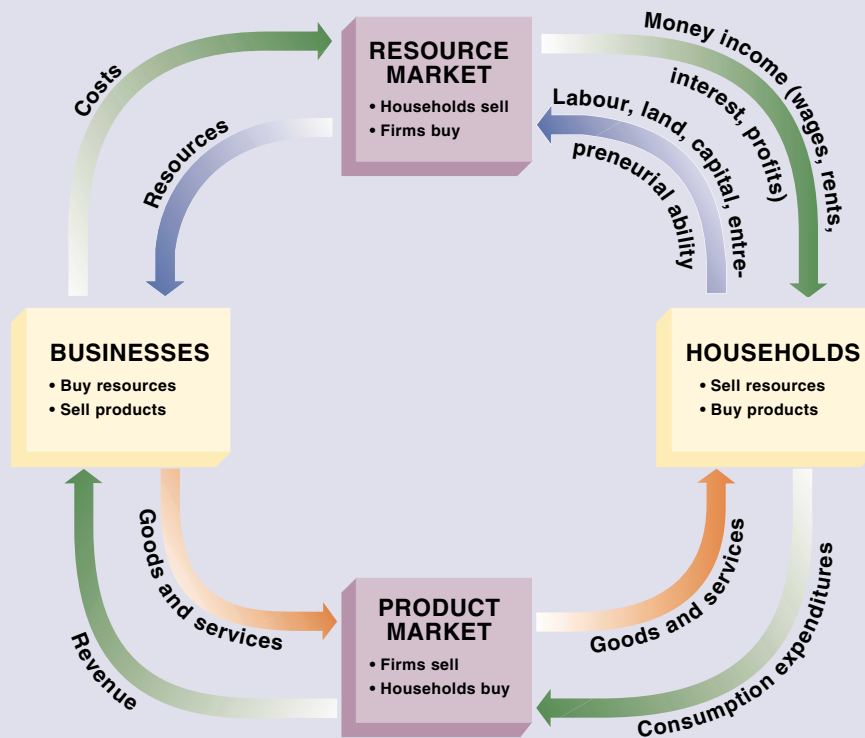 Costs
RESOURCE
MARKET
• Households sell
• Firms buy
Money income (wages, rents,
interest, profits)
Labour, land, capital, entre-
preneurial ability
Resources
BUSINESSES
• Buy resources
• Sell products
HOUSEHOLDS
• Sell resources
• Buy products
Goods and services
Revenue
PRODUCT
MARKET
• Firms sell
• Households buy
Goods and services
Consumption expenditures